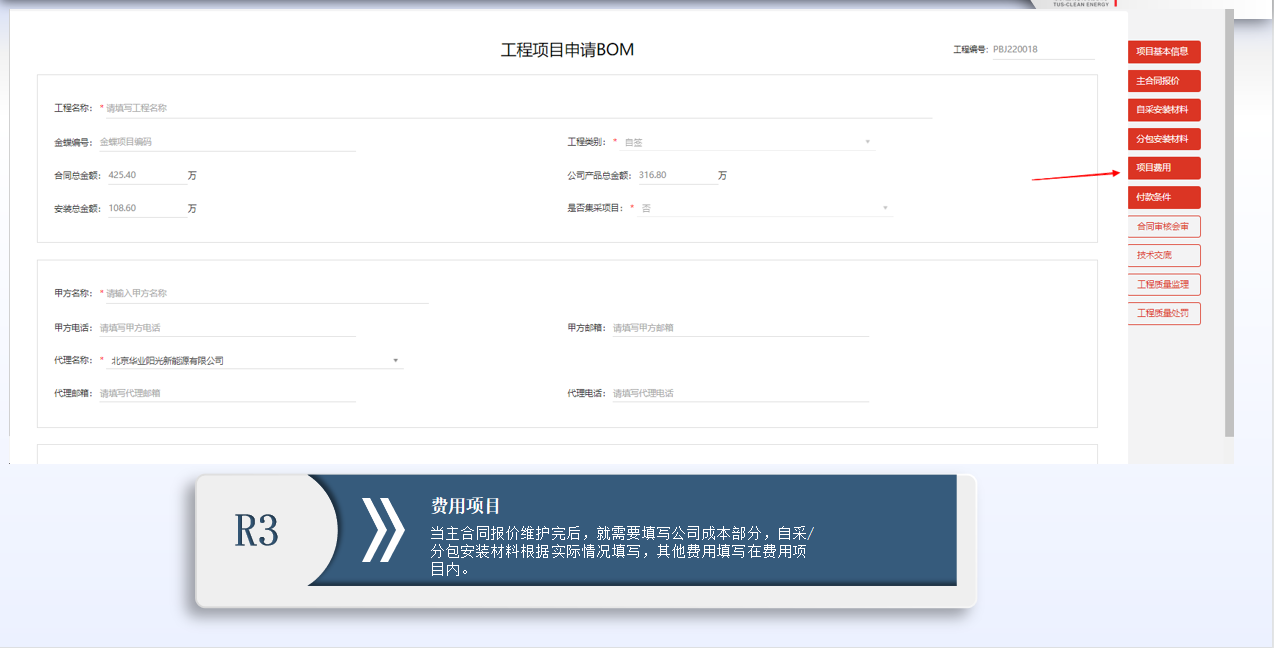 TUS-CLEAN ENERGY
工程项目申请BOM
工程编号: PBJ220018
工程名称: * 请填写工程名称
金蝶编号: 金蝶项目编码
工程类别: * 自签
合同总金额: 425.40 万
公司产品总金额: 316.80 万
安装总金额: 108.60 万
是否集采项目: * 否
甲方名称: * 请输入甲方名称
甲方电话: 请填写甲方电话
甲方邮箱: 请填写甲方邮箱
代理名称: * 北京华业阳光新能源有限公司
代理邮箱: 请填写代理邮箱
代理电话: 请填写代理电话
项目基本信息
主合同报价
自采安装材料
分包安装材料
项目费用
付款条件
合同审核会审
技术交底
工程质量监理
工程质量处罚
R3
费用项目
当主合同报价维护完后，就需要填写公司成本部分，自采/
分包安装材料根据实际情况填写，其他费用填写在费用项
目内。